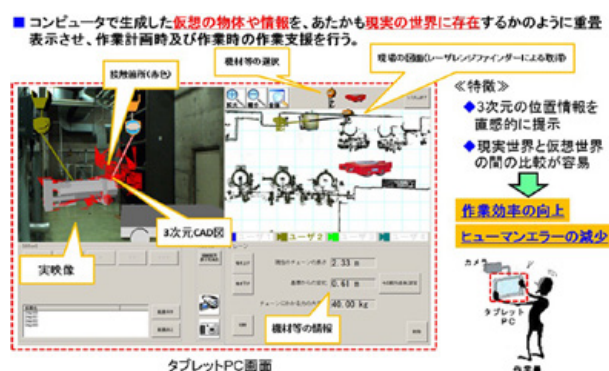 ■ コンピュータで生成した仮想の物体や情報を、あたかも現実の世界に存在するかのように重畳
表示させ、作業計画時及び作業時の作業支援を行う。
接触箇所(赤色)
機材等の選択
現場の図面(レーザレンジファインダーによる取得)
3次元CAD図
実映像
ユーザ2
2.33 m
0.61 m
40.00 kg
機材等の情報
タブレットPC画面
≪特徴≫
◆3次元の位置情報を
直感的に提示
◆現実世界と仮想世界
の間の比較が容易
作業効率の向上
ヒューマンエラーの減少
カメラ
タブレット
PC
作業員